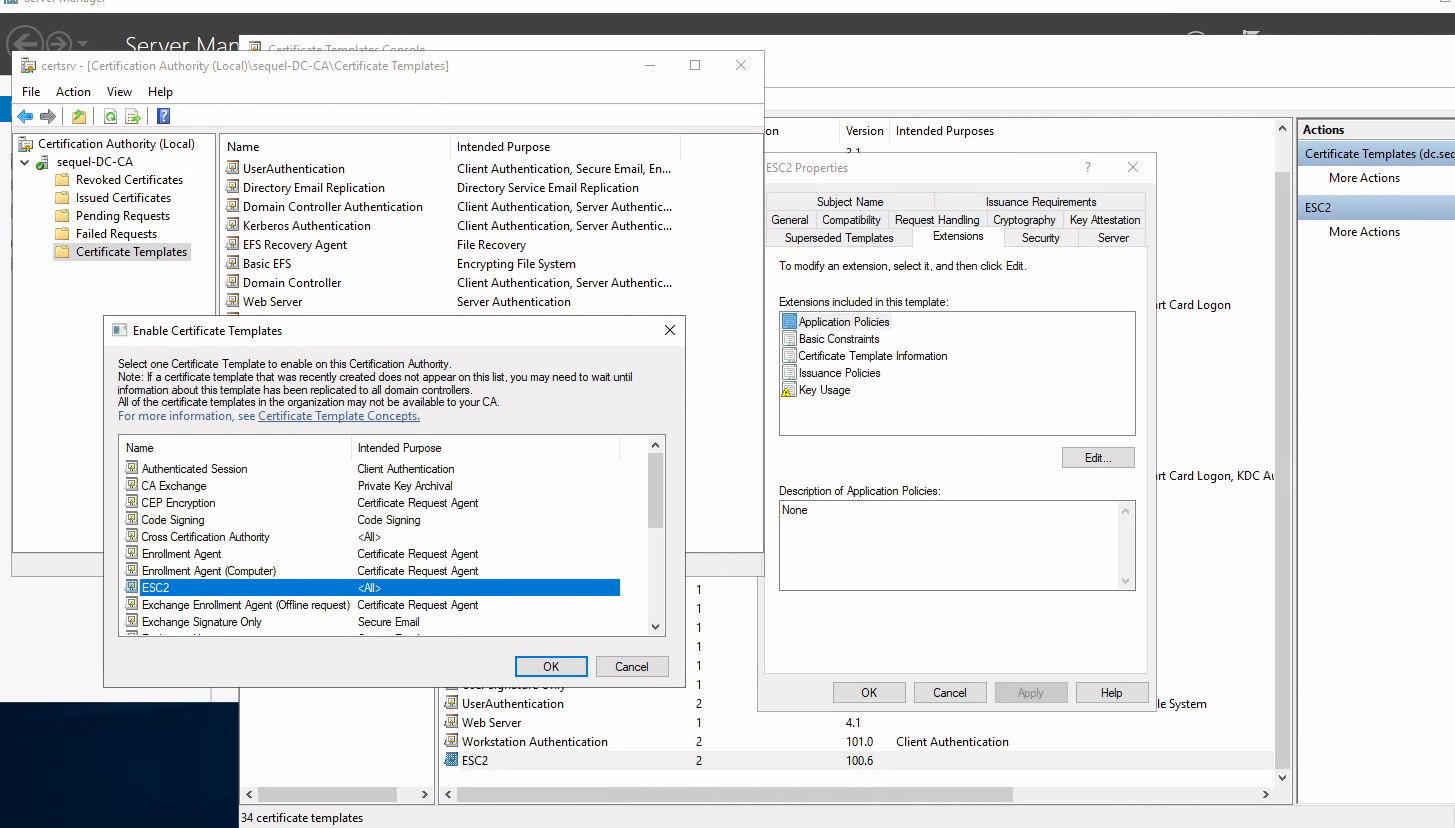 Server Manager
Server Man
Certificate Templates Console
certsrv - [Certification Authority (Local)\sequel-DC-CA\Certificate Templates]
File Action View Help
Certification Authority (Local)
sequel-DC-CA
Revoked Certificates
Issued Certificates
Pending Requests
Failed Requests
Certificate Templates
Name Intended Purpose
UserAuthentication Client Authentication, Secure Email, En...
Directory Email Replication Directory Service Email Replication
Domain Controller Authentication Client Authentication, Server Authentic...
Kerberos Authentication Client Authentication, Server Authentic...
EFS Recovery Agent File Recovery
Basic EFS Encrypting File System
Domain Controller Client Authentication, Server Authentic...
Web Server Server Authentication
Enable Certificate Templates
Select one Certificate Template to enable on this Certification Authority.
Note: If a certificate template that was recently created does not appear on this list, you may need to wait until
information about this template has been replicated to all domain controllers.
All of the certificate templates in the organization may not be available to your CA.
For more information, see Certificate Template Concepts.
Name Intended Purpose
Authenticated Session Client Authentication
CA Exchange Private Key Archival
CEP Encryption Certificate Request Agent
Code Signing Code Signing
Cross Certification Authority <All>
Enrollment Agent Certificate Request Agent
Enrollment Agent (Computer) Certificate Request Agent
ESC2 <All>
Exchange Enrollment Agent (Offline request) Certificate Request Agent
Exchange Signature Only Secure Email
OK Cancel
on Version Intended Purposes
3.1
ESC2 Properties
?
Subject Name Issuance Requirements
General Compatibility Request Handling Cryptography Key Attestation
Superseded Templates Extensions Security Server
To modify an extension, select it, and then click Edit.
Extensions included in this template:
Application Policies
Basic Constraints
Certificate Template Information
Issuance Policies
Key Usage
Edit...
Description of Application Policies:
None
OK Cancel Apply Help
rt Card Logon
rt Card Logon, KDC Au
le System
1
1
1
1
1
User Signature Only 1
UserAuthentication 2
Web Server 1 4.1
Workstation Authentication 2 101.0 Client Authentication
ESC2 2 100.6
34 certificate templates
Actions
Certificate Templates (dc.seq
More Actions
ESC2
More Actions